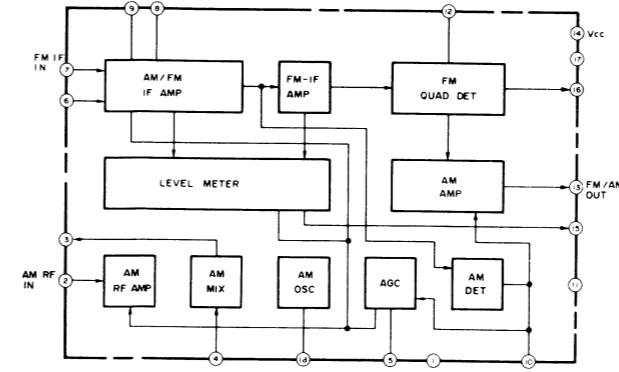 9
8
12
14 Vcc
17
FM IF
IN
7
AM/FM
IF AMP
FM-IF
AMP
FM
QUAD. DET
16
6
LEVEL METER
AM
AMP
13
FM/AM
OUT
15
3
AM RF
IN
2
AM
RF AMP
AM
MIX
AM
OSC
AGC
AM
DET
11
4
5
1
10